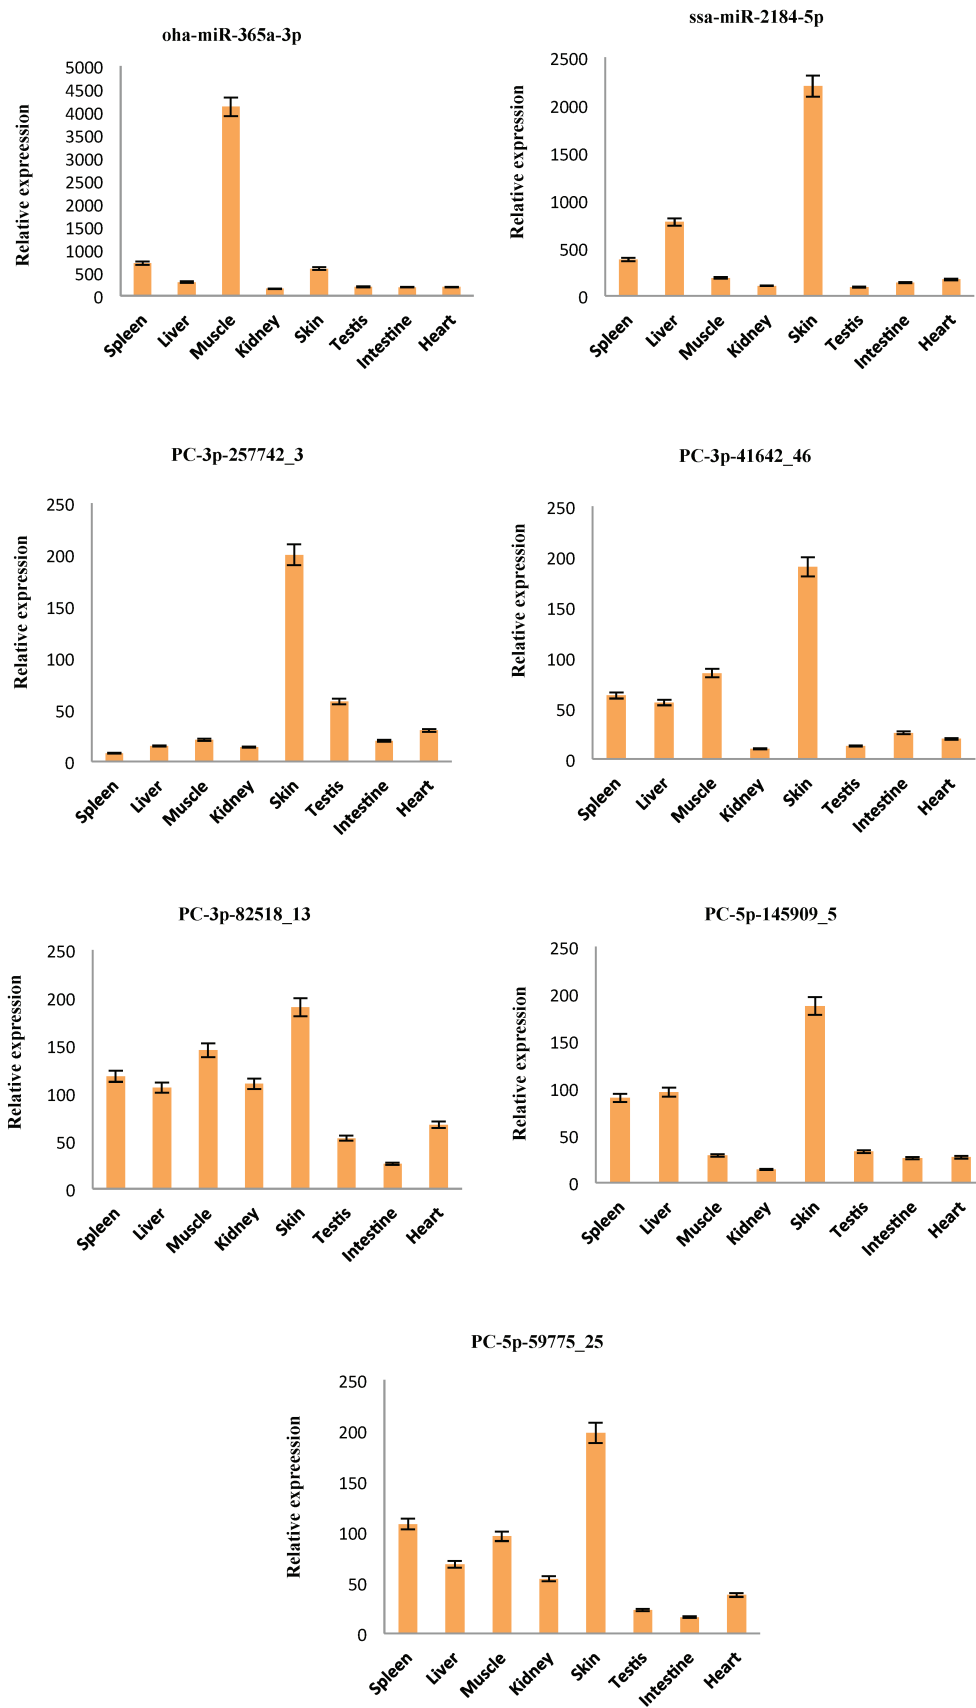 oha-miR-365a-3p
Relative expreession
5000
4500
4000
3500
3000
2500
2000
1500
1000
500
0
Spleen
Liver
Muscle
Kidney
Skin
Testis
Intestine
Heart
ssa-miR-2184-5p
Relative expression
2500
2000
1500
1000
500
0
Spleen
Liver
Muscle
Kidney
Skin
Testis
Intestine
Heart
PC-3p-257742_3
Relative expression
250
200
150
100
50
0
Spleen
Liver
Muscle
Kidney
Skin
Testis
Intestine
Heart
PC-3p-41642_46
Relative expression
250
200
150
100
50
0
Spleen
Liver
Muscle
Kidney
Skin
Testis
Intestine
Heart
PC-3p-82518_13
Relative expression
250
200
150
100
50
0
Spleen
Liver
Muscle
Kidney
Skin
Testis
Intestine
Heart
PC-5p-145909_5
Relative expression
250
200
150
100
50
0
Spleen
Liver
Muscle
Kidney
Skin
Testis
Intestine
Heart
PC-5p-59775_25
Relative expreession
250
200
150
100
50
0
Spleen
Liver
Muscle
Kidney
Skin
Testis
Intestine
Heart